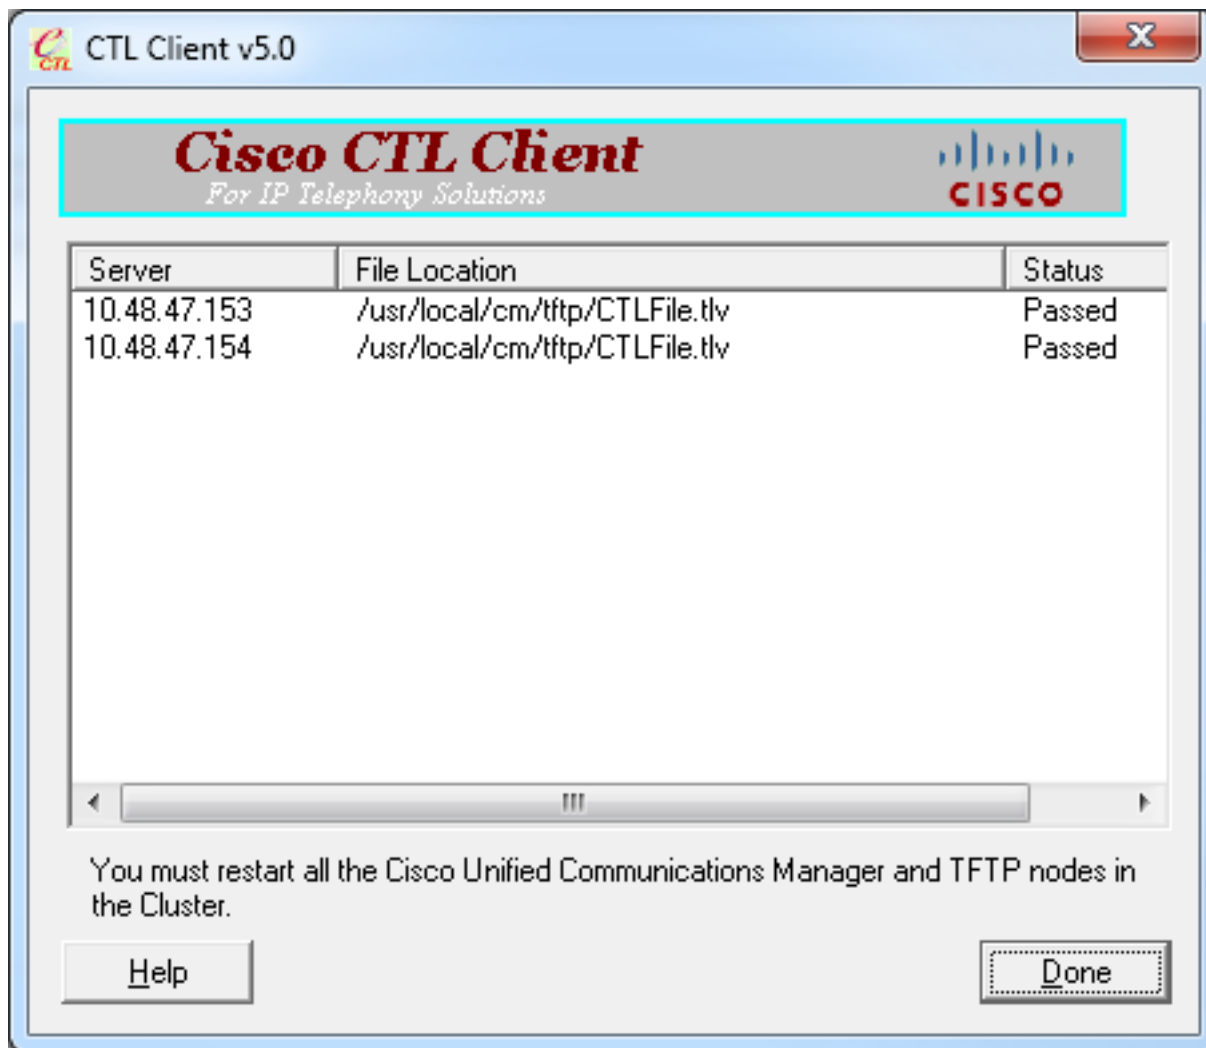 CTL
CTL Client v5.0
Cisco CTL Client
For IP Telephony Solutions
CISCO
Server File Location Status
10.48.47.153 /usr/local/cm/tftp/CTLFile.tlv Passed
10.48.47.154 /usr/local/cm/tftp/CTLFile.tlv Passed
You must restart all the Cisco Unified Communications Manager and TFTP nodes in
the Cluster.
Help Done